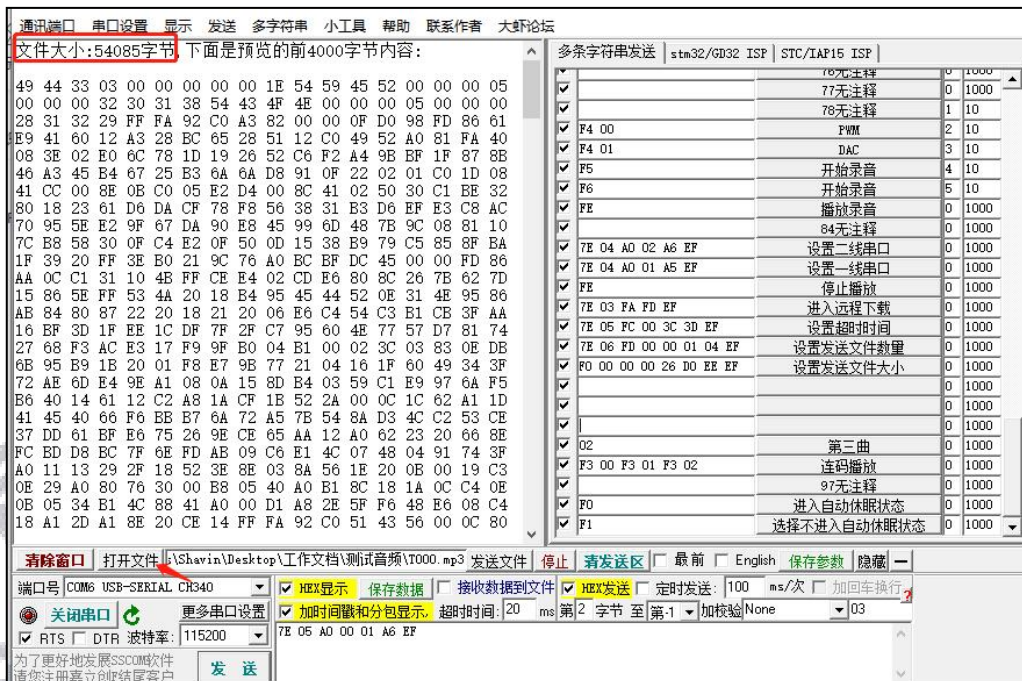 通讯端口 串口设置 显示 发送 多字符串 小工具 帮助 联系作者 大虾论坛
文件大小:54085字节,下面是预览的前4000字节内容:
49 44 33 03 00 00 00 00 00 1E 54 59 45 52 00 00 00 05
00 00 00 32 30 31 38 54 43 4F 4E 00 00 00 05 00 00 00
28 31 32 29 FF FA 92 C0 A3 82 00 00 0F D0 98 FD 86 61
E9 41 60 12 A3 28 BC 65 28 51 12 C0 49 52 A0 81 FA 40
08 3E 02 E0 6C 78 1D 19 26 52 C6 F2 A4 9B BF 1F 87 8B
46 A3 45 B4 67 25 B3 6A 6A D8 91 0F 22 02 01 C0 1D 08
41 CC 00 8E 0B C0 05 E2 D4 00 8C 41 02 50 30 C1 BE 32
80 18 23 61 D6 DA CF 78 F8 56 38 31 B3 D6 EF E3 C8 AC
70 95 5E E2 9F 67 DA 90 E8 45 99 6D 48 7B 9C 08 81 10
7C B8 58 30 0F C4 E2 0F 50 0D 15 38 B9 79 C5 85 8F BA
1F 39 20 FF 3E B0 21 9C 76 A0 BC BF DC 45 00 00 FD 86
AA 0C C1 31 10 4B FF CE E4 02 CD E6 80 8C 26 7B 62 7D
15 86 5E FF 53 4A 20 18 B4 95 45 44 52 0E 31 4E 95 86
AB 84 80 87 22 20 18 21 20 06 E6 C4 54 C3 B1 CB 3F AA
16 BF 3D 1F EE 1C DF 7F 2F C7 95 60 4E 77 57 D7 81 74
27 68 F3 AC E3 17 F9 9F B0 04 B1 00 02 3C 03 83 0E DB
6B 95 B9 1B 20 01 F8 E7 9B 77 21 04 16 1F 60 49 34 3F
72 AE 6D E4 9E A1 08 0A 15 8D B4 03 59 C1 E9 97 6A F5
B6 40 14 61 12 C2 A8 1A CF 1B 52 2A 00 0C 1C 62 A1 1D
41 45 40 66 F6 BB B7 6A 72 A5 7B 54 8A D3 4C C2 53 CE
37 DD 61 BF E6 75 26 9E CE 65 AA 12 A0 62 23 20 66 8E
FC BD D8 BC 7F 6E FD AB 09 C6 E1 4C 07 48 04 91 74 3F
A0 11 13 29 2F 18 52 3E 8E 03 8A 56 1E 20 0B 00 19 C3
0E 29 A0 80 76 30 00 B8 05 40 A0 B1 8C 18 1A 0C C4 0E
0B 05 34 B1 4C 88 41 A0 00 D1 A8 2E 5F F6 48 E6 08 C4
18 A1 2D A1 8E 20 CE 14 FF FA 92 C0 51 43 56 00 0C 80
多条字符串发送 stm32/GD32 ISP STC/IAP15 ISP
76无注释 0 1000
77无注释 0 1000
78无注释 1 10
F4 00 PWM 2 10
F4 01 DAC 3 10
F5 开始录音 4 10
F6 开始录音 5 10
FE 播放录音 0 1000
84无注释 0 1000
7E 04 A0 02 A6 EF 设置二线串口 0 1000
7E 04 A0 01 A5 EF 设置一线串口 0 1000
FE 停止播放 0 1000
7E 03 FA FD EF 进入远程下载 0 1000
7E 05 FC 00 3C 3D EF 设置超时时间 0 1000
7E 06 FD 00 00 01 04 EF 设置发送文件数量 0 1000
F0 00 00 00 26 D0 EE EF 设置发送文件大小 0 1000
0 1000
0 1000
0 1000
02 第三曲 0 1000
F3 00 F3 01 F3 02 连码播放 0 1000
97无注释 0 1000
F0 进入自动休眠状态 0 1000
F1 选择不进入自动休眠状态 0 1000
清除窗口 打开文件 s\Shavin\Desktop\工作文档\测试音频\T000.mp3 发送文件 停止 清发送区 最前 English 保存参数 隐藏
端口号 COM6 USB-SERIAL CH340 HEX显示 保存数据 接收数据到文件 HEX发送 定时发送: 100 ms/次 加回车换行
关闭串口 更多串口设置 加时间戳和分包显示, 超时时间: 20 ms 第 2 字节 至 第-1 加校验 None 03
RTS DTR 波特率: 115200 7E 05 A0 00 01 A6 EF
为了更好地发展SSCOM软件
请您注册嘉立创F结尾客户
发 送